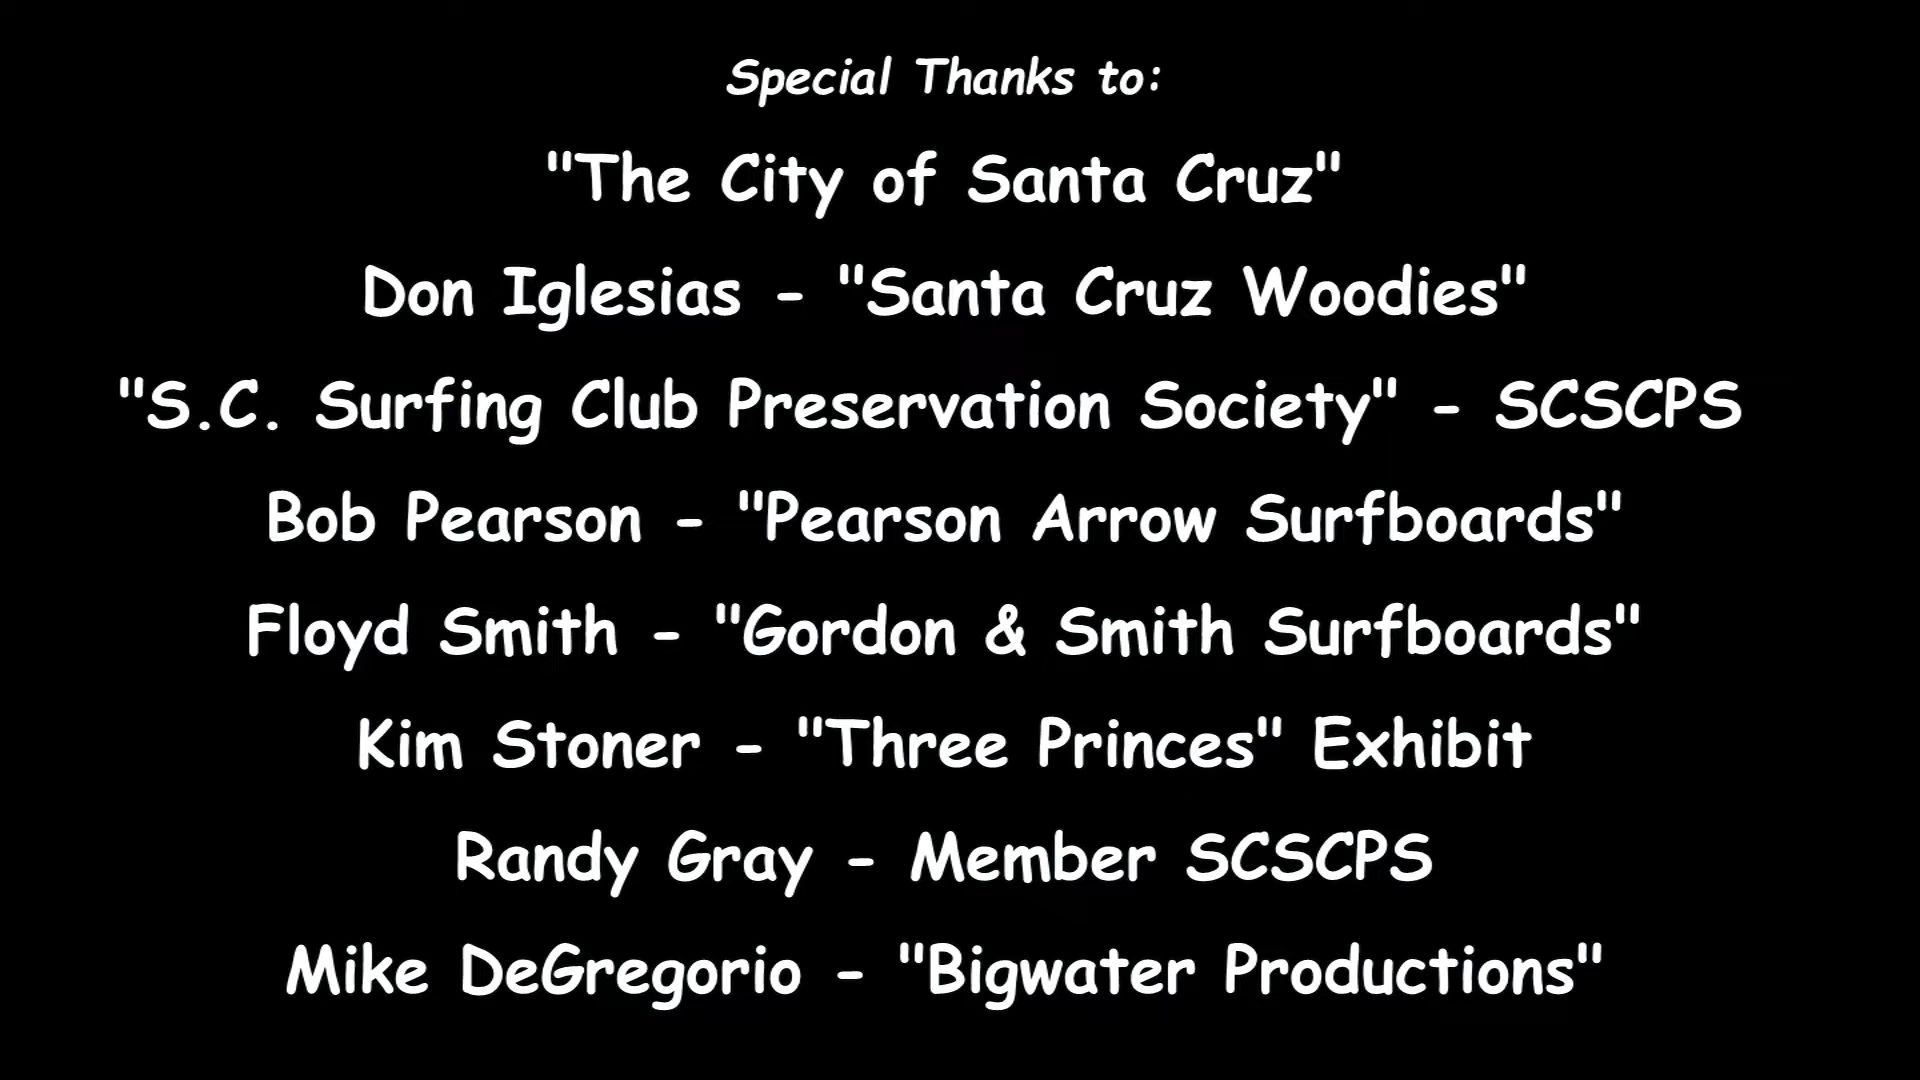 Special Thanks to:
"The City of Santa Cruz"
Don Iglesias - "Santa Cruz Woodies"
"S.C. Surfing Club Preservation Society" - SCSCPS
Bob Pearson - "Pearson Arrow Surfboards"
Floyd Smith - "Gordon & Smith Surfboards"
Kim Stoner - "Three Princes" Exhibit
Randy Gray - Member SCSCPS
Mike DeGregorio - "Bigwater Productions"